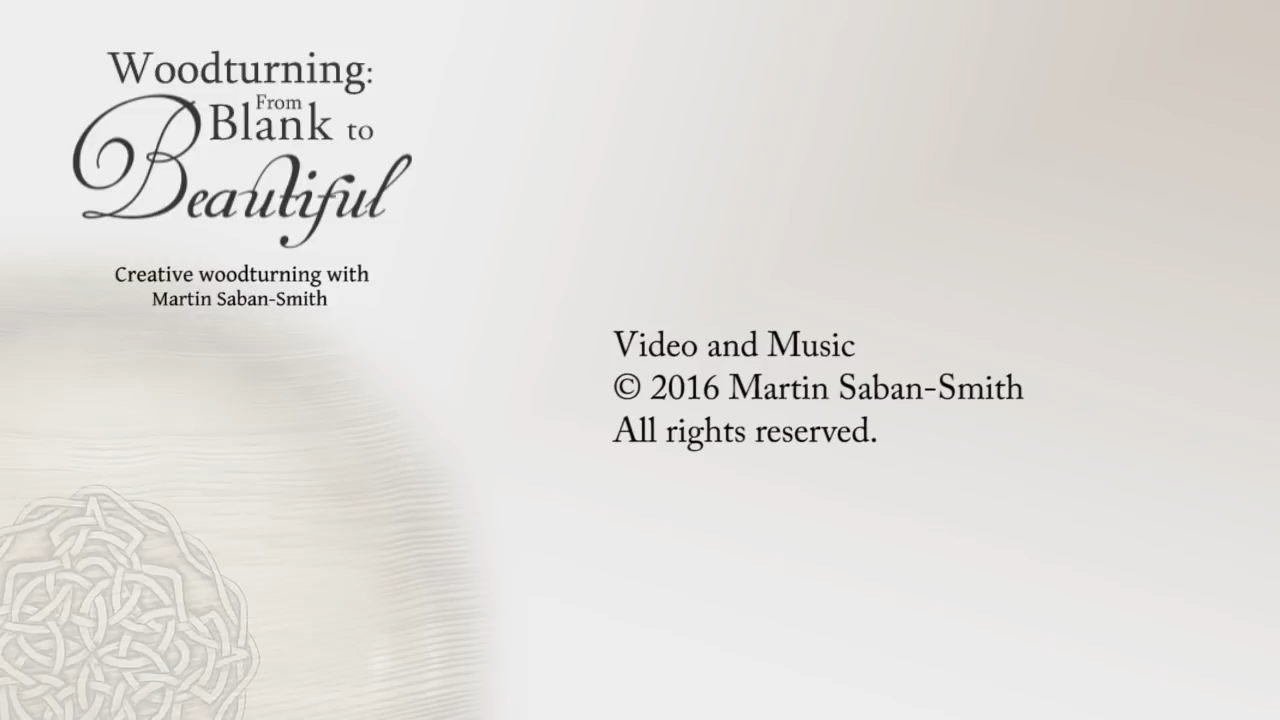 Woodturning:
From
Blank to
Beautiful
Creative woodturning with
Martin Saban-Smith
Video and Music
© 2016 Martin Saban-Smith
All rights reserved.